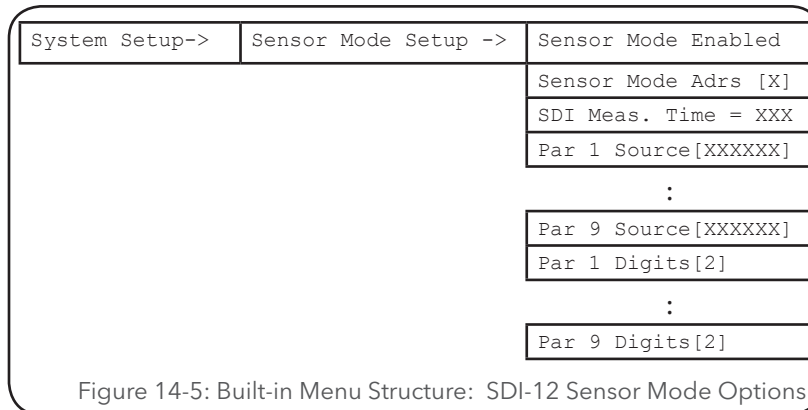 System Setup-> Sensor Mode Setup -> Sensor Mode Enabled
Sensor Mode Adrs [X]
SDI Meas. Time = XXX
Par 1 Source[XXXXXX]
:
Par 9 Source[XXXXXX]
Par 1 Digits[2]
:
Par 9 Digits[2]
Figure 14-5: Built-in Menu Structure: SDI-12 Sensor Mode Options